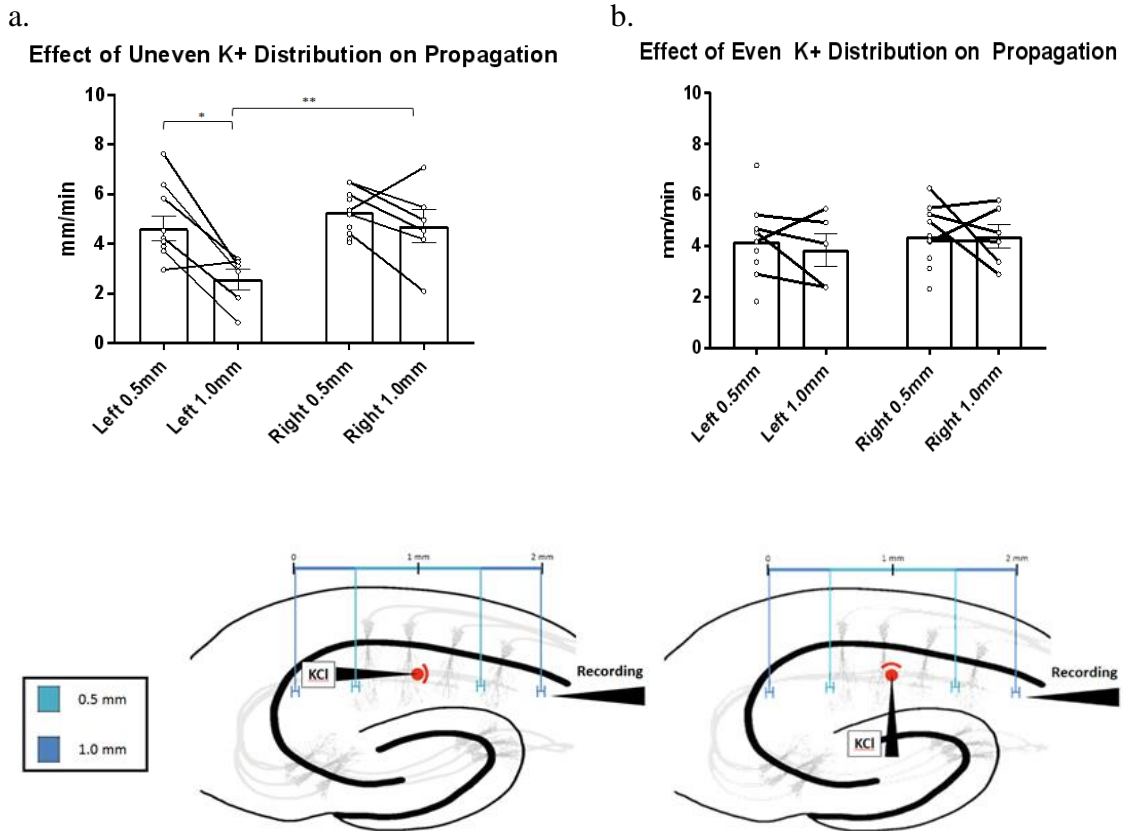 a.
Effect of Uneven K+ Distribution on Propagation
10
8
6
4
2
0
mm/min
*
**
Left 0.5mm
Left 1.0mm
Right 0.5mm
Right 1.0mm
b.
Effect of Even K+ Distribution on Propagation
10
8
6
4
2
0
mm/min
Left 0.5mm
Left 1.0mm
Right 0.5mm
Right 1.0mm
0.5 mm
1.0 mm
0
1 mm
2 mm
KCl
Recording
0
1 mm
2 mm
KCl
Recording